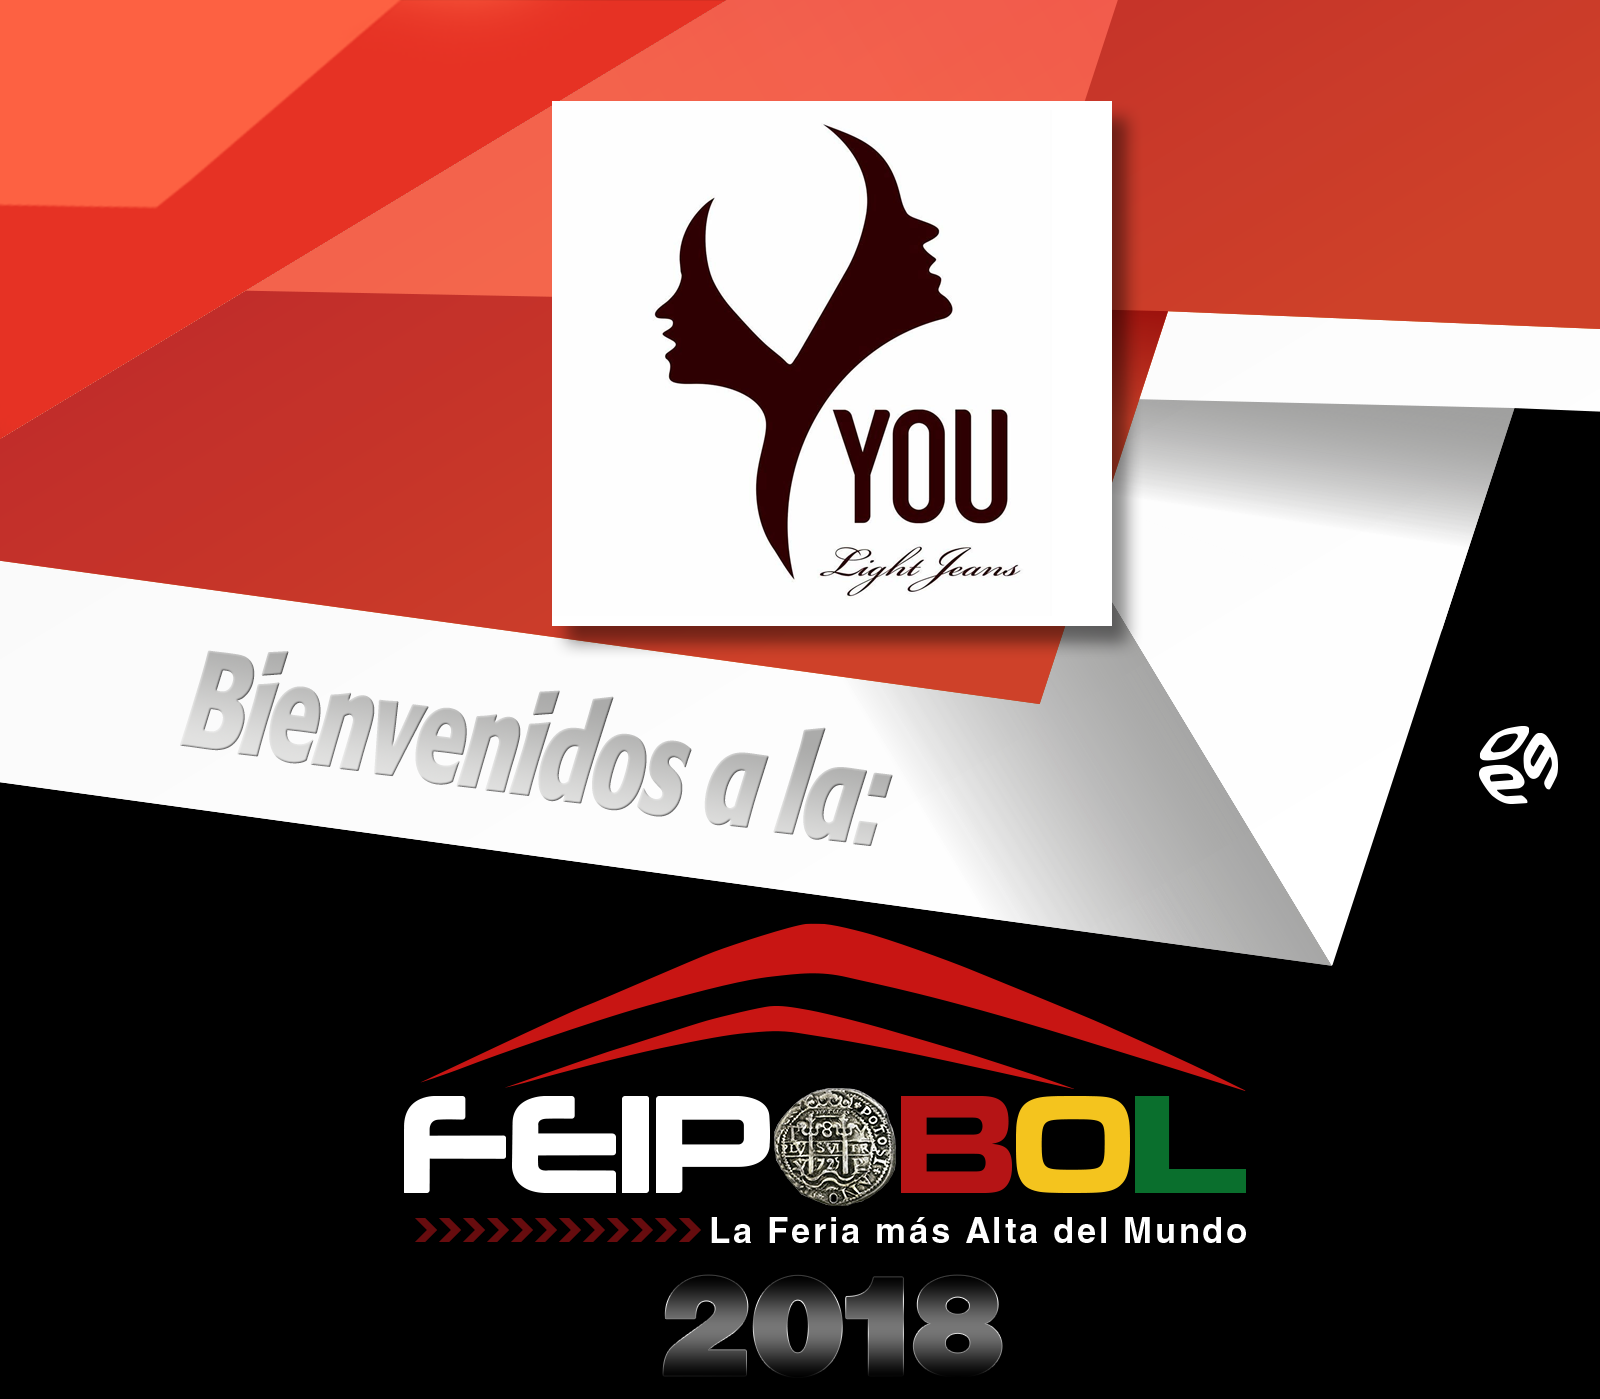 YOU
Light Jeans
Bienvenidos a la:
FEIPOBOL
La Feria más Alta del Mundo
2018